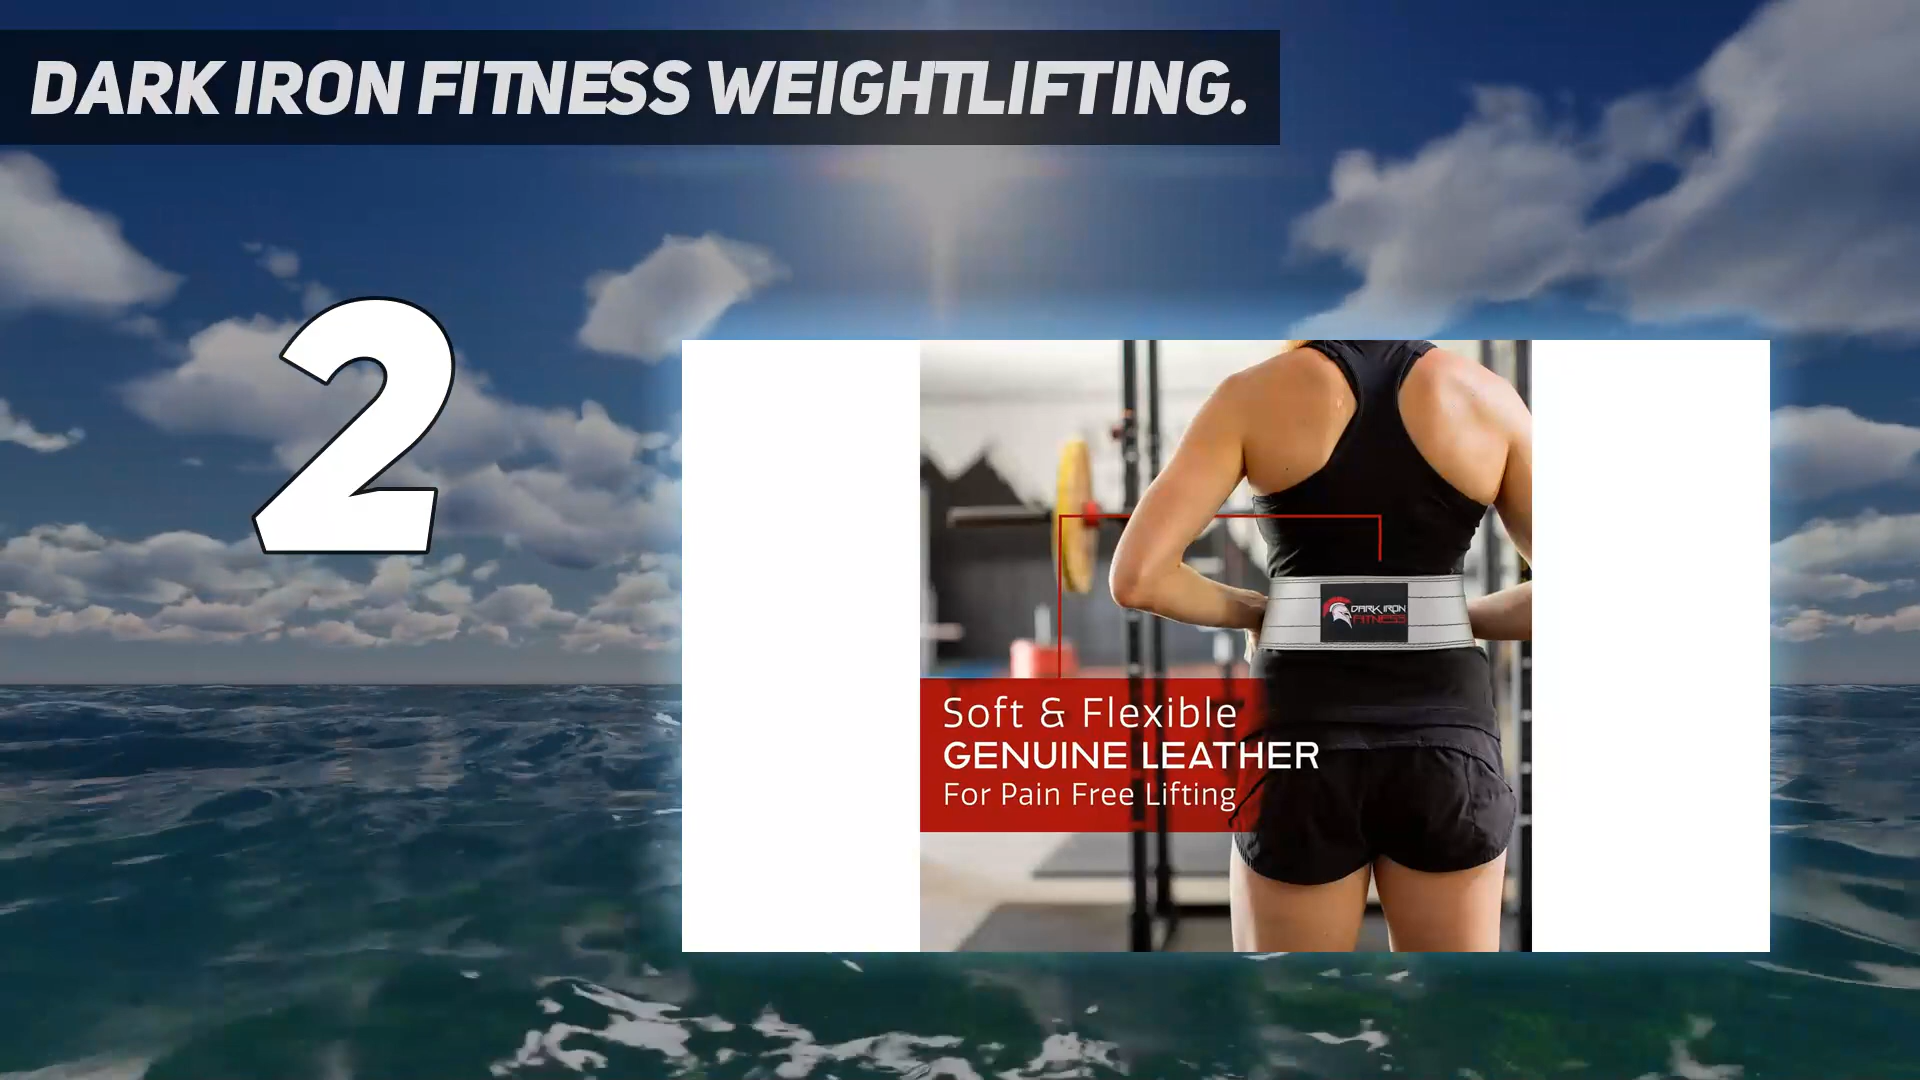 DARK IRON FITNESS WEIGHTLIFTING.
2
DARK IRON
FITNESS
Soft & Flexible
GENUINE LEATHER
For Pain Free Lifting